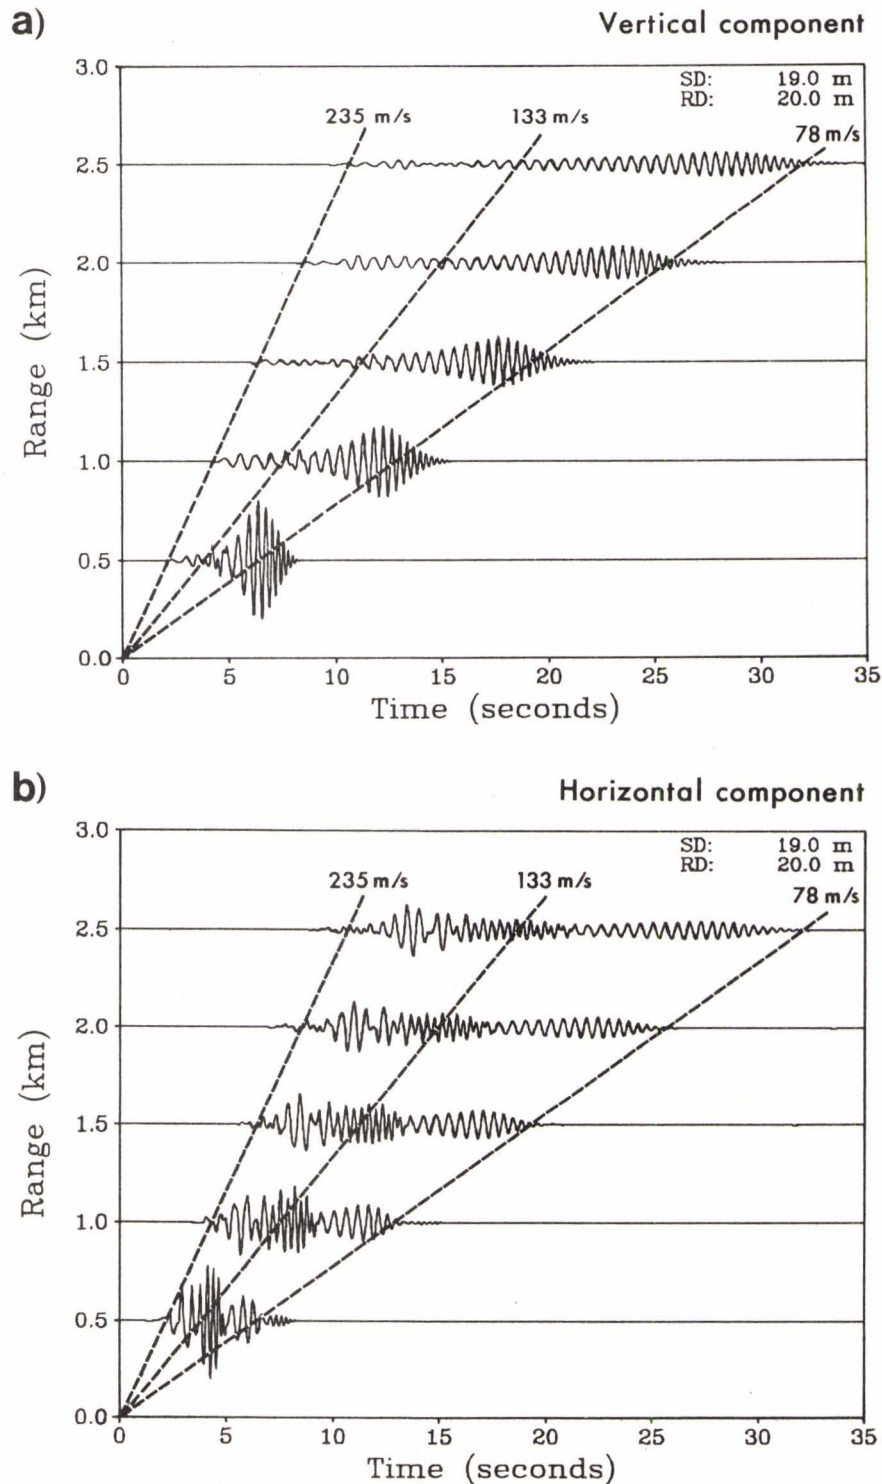 a)
Vertical component
3.0
SD: 19.0 m
RD: 20.0 m
235 m/s
133 m/s
78 m/s
2.5
2.0
1.5
1.0
0.5
0.0
Range (km)
0 5 10 15 20 25 30 35
Time (seconds)
b)
Horizontal component
3.0
SD: 19.0 m
RD: 20.0 m
235 m/s
133 m/s
78 m/s
2.5
2.0
1.5
1.0
0.5
0.0
Range (km)
0 5 10 15 20 25 30 35
Time (seconds)